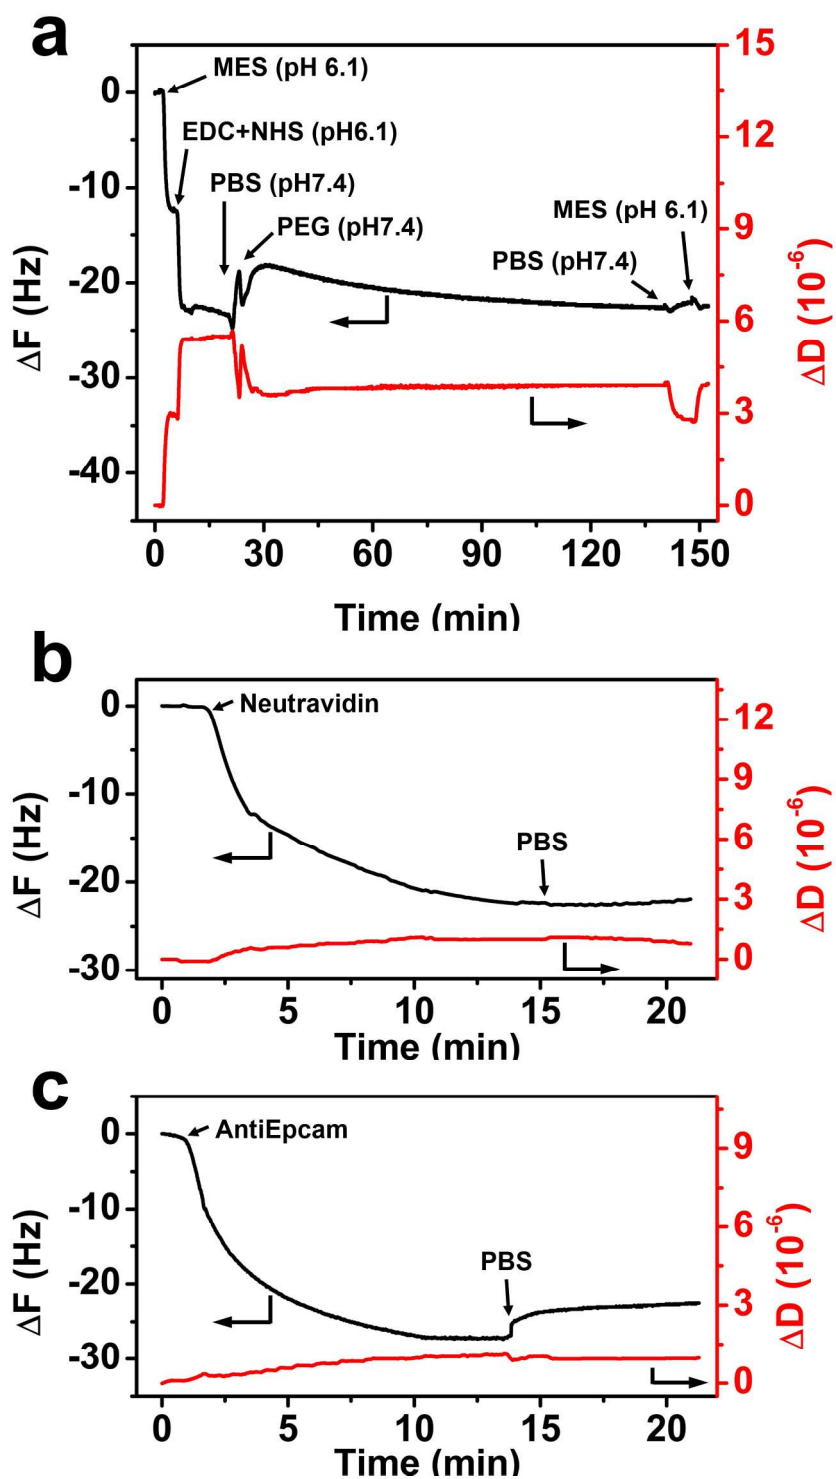 a
MES (pH 6.1)
EDC+NHS (pH6.1)
PBS (pH7.4)
PEG (pH7.4)
MES (pH 6.1)
PBS (pH7.4)
0
-10
-20
-30
-40
ΔF (Hz)
15
12
9
6
3
0
ΔD (10⁻⁶)
0 30 60 90 120 150
Time (min)
b
Neutravidin
PBS
0
-10
-20
-30
ΔF (Hz)
12
9
6
3
0
ΔD (10⁻⁶)
0 5 10 15 20
Time (min)
c
AntiEpcam
PBS
0
-10
-20
-30
ΔF (Hz)
9
6
3
0
ΔD (10⁻⁶)
0 5 10 15 20
Time (min)